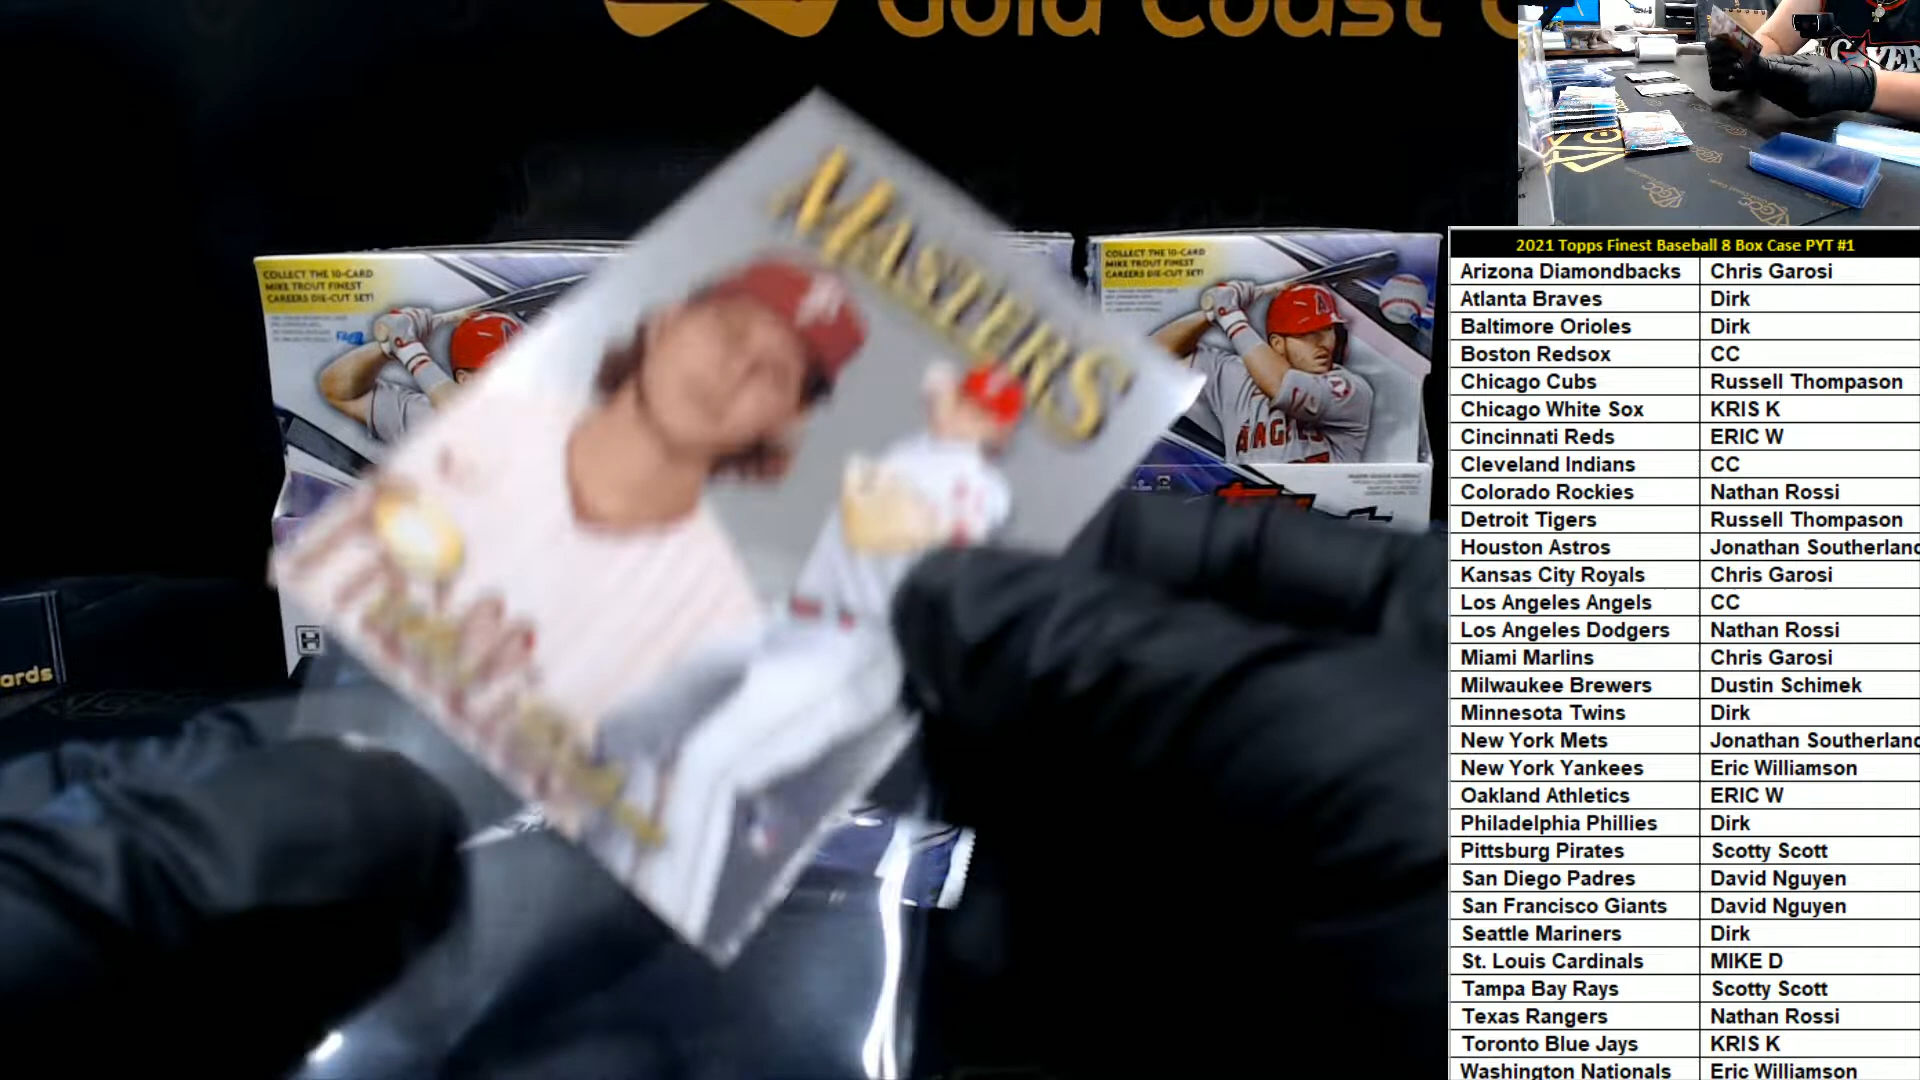 Gold Coast C
MASTERS
COLLECT THE 10-CARD
MIKE TROUT FINEST
CAREERS DIE-CUT SET!
COLLECT THE 10-CARD
MIKE TROUT FINEST
CAREERS DIE-CUT SET!
ANGELS
ards
2021 Topps Finest Baseball 8 Box Case PYT #1
Arizona Diamondbacks Chris Garosi
Atlanta Braves Dirk
Baltimore Orioles Dirk
Boston Redsox CC
Chicago Cubs Russell Thompason
Chicago White Sox KRIS K
Cincinnati Reds ERIC W
Cleveland Indians CC
Colorado Rockies Nathan Rossi
Detroit Tigers Russell Thompason
Houston Astros Jonathan Southerland
Kansas City Royals Chris Garosi
Los Angeles Angels CC
Los Angeles Dodgers Nathan Rossi
Miami Marlins Chris Garosi
Milwaukee Brewers Dustin Schimek
Minnesota Twins Dirk
New York Mets Jonathan Southerland
New York Yankees Eric Williamson
Oakland Athletics ERIC W
Philadelphia Phillies Dirk
Pittsburg Pirates Scotty Scott
San Diego Padres David Nguyen
San Francisco Giants David Nguyen
Seattle Mariners Dirk
St. Louis Cardinals MIKE D
Tampa Bay Rays Scotty Scott
Texas Rangers Nathan Rossi
Toronto Blue Jays KRIS K
Washington Nationals Eric Williamson